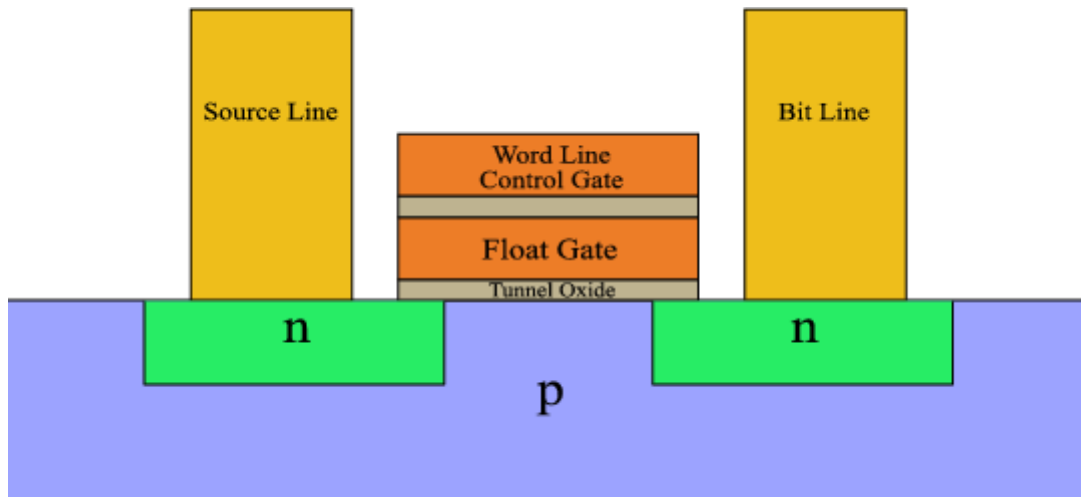 Source Line
Bit Line
Word Line
Control Gate
Float Gate
Tunnel Oxide
n
n
p